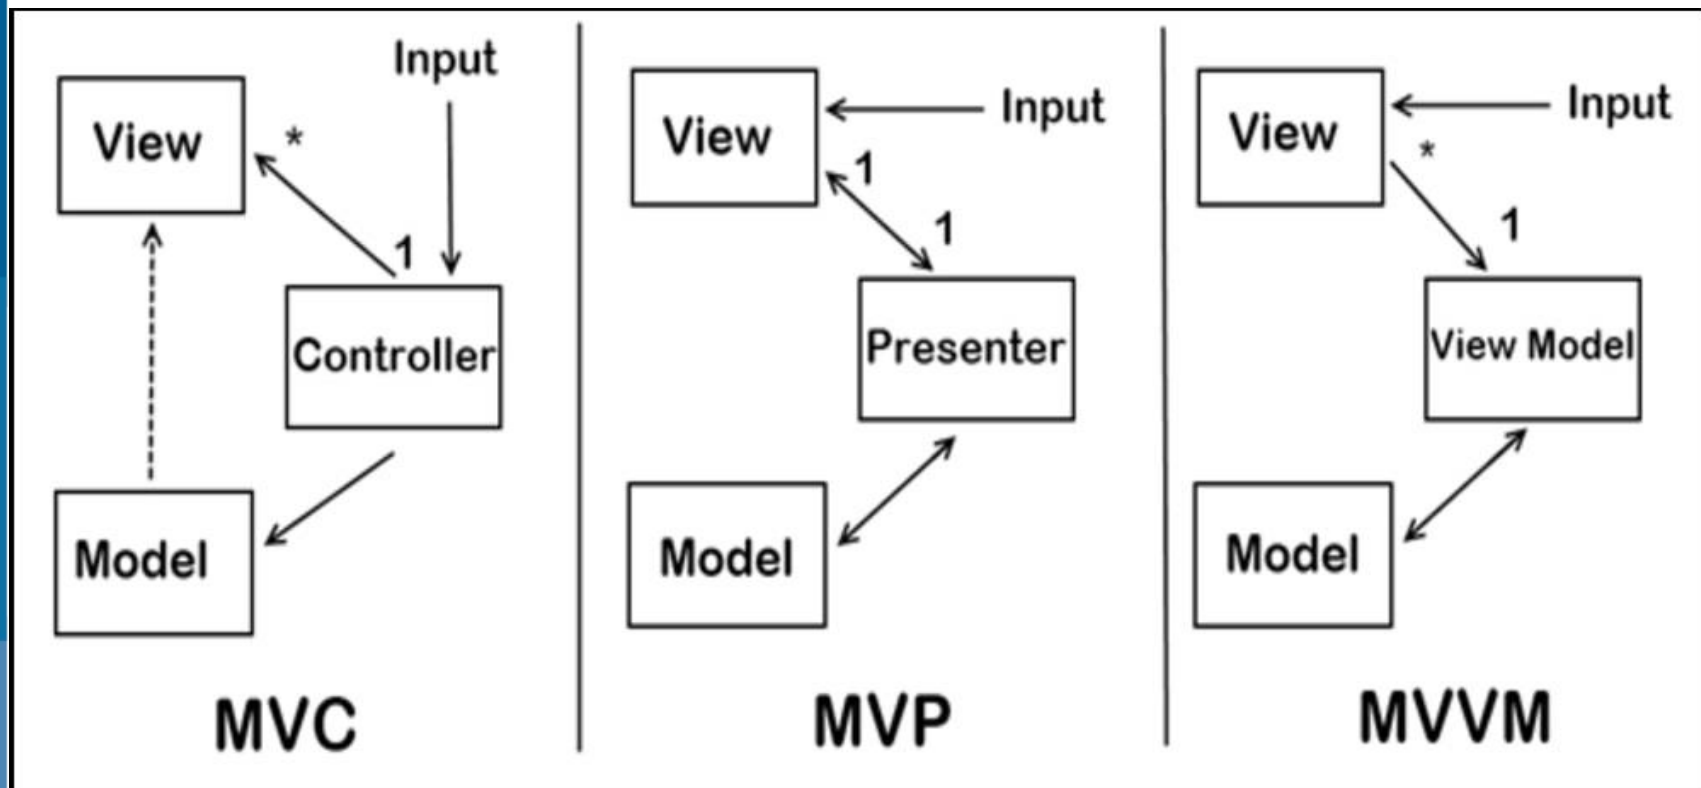 Input
View
*
1
Controller
Model
MVC
View
Input
1
1
Presenter
Model
MVP
View
Input
*
1
View Model
Model
MVVM